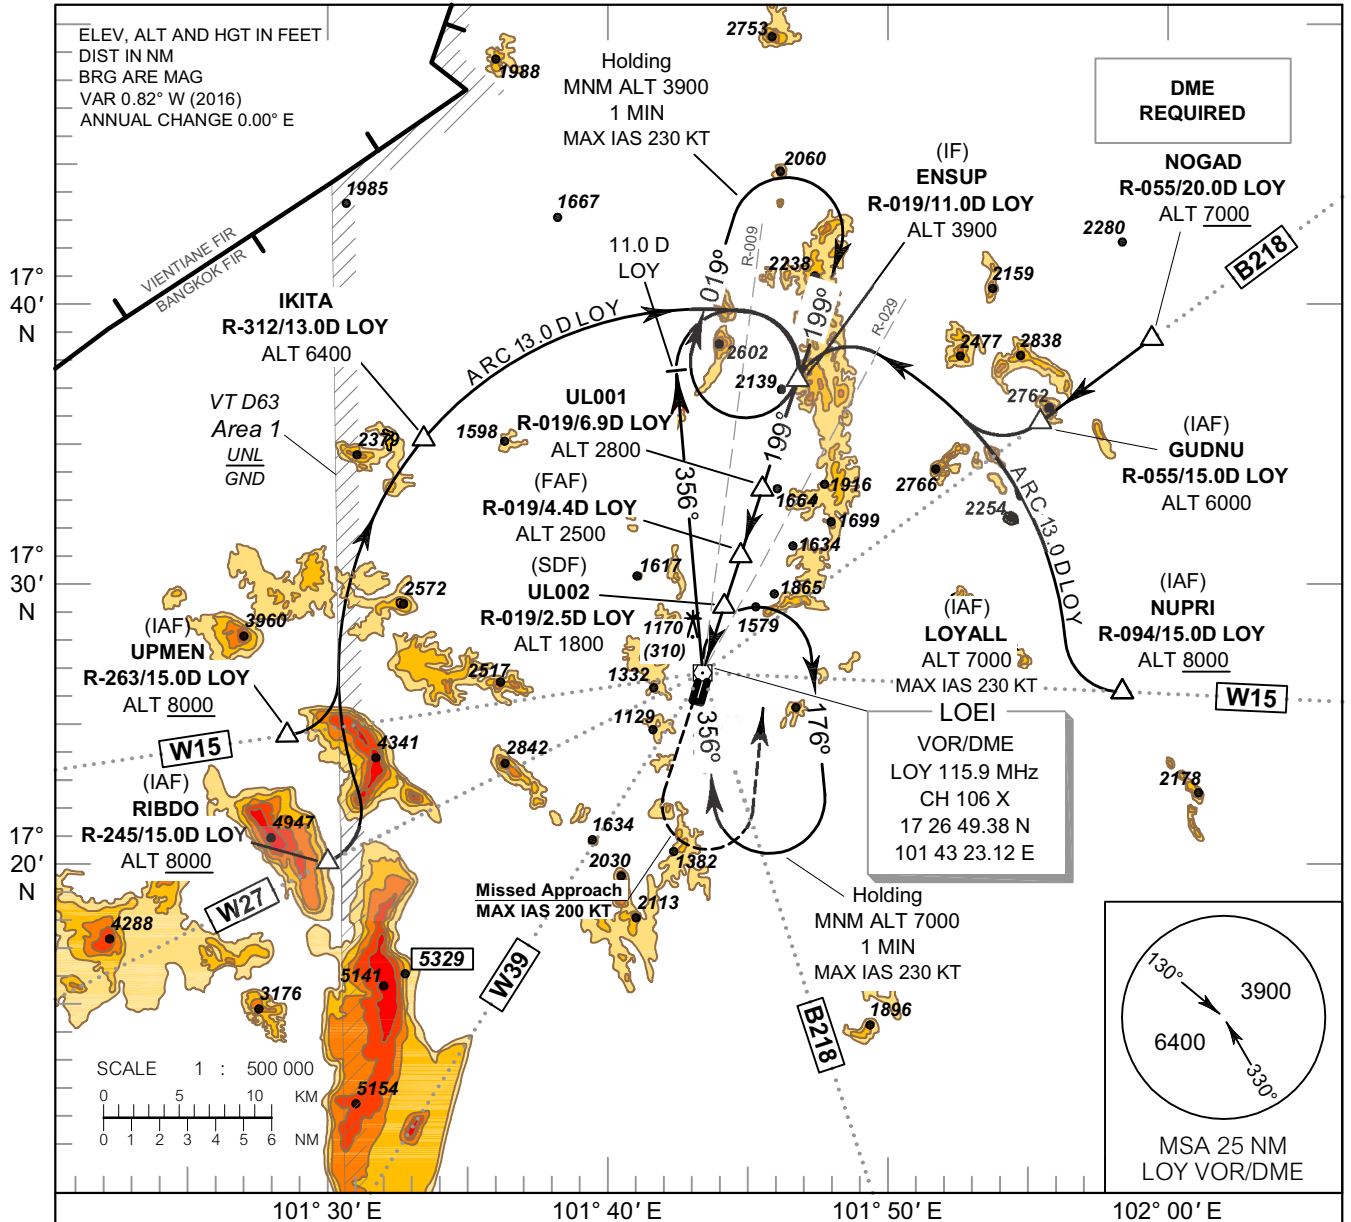 ELEV, ALT AND HGT IN FEET
DIST IN NM
BRG ARE MAG
VAR 0.82° W (2016)
ANNUAL CHANGE 0.00° E
1988
2753
Holding
MNM ALT 3900
1 MIN
MAX IAS 230 KT
DME
REQUIRED
2060
(IF)
ENSUP
R-019/11.0D LOY
ALT 3900
NOGAD
R-055/20.0D LOY
ALT 7000
2280
B218
1985
1667
VIENTIANE FIR
BANGKOK FIR
11.0 D
LOY
019°
R-009
2238
199°
R-029
2159
17°
40'
N
IKITA
R-312/13.0D LOY
ALT 6400
ARC 13.0 D LOY
2602
2139
2477
2838
2762
VT D63
Area 1
UNL
GND
2379
1598
UL001
R-019/6.9D LOY
ALT 2800
199°
(IAF)
GUDNU
R-055/15.0D LOY
ALT 6000
356°
(FAF)
R-019/4.4D LOY
ALT 2500
1664
1916
1699
2766
2254
ARC 13.0 D LOY
17°
30'
N
2572
1617
1634
(SDF)
UL002
R-019/2.5D LOY
ALT 1800
1865
1579
3960
(IAF)
UPMEN
R-263/15.0D LOY
ALT 8000
1170
(310)
(IAF)
LOYALL
ALT 7000
MAX IAS 230 KT
(IAF)
NUPRI
R-094/15.0D LOY
ALT 8000
2517
1332
W15
W15
1129
356°
176°
LOEI
VOR/DME
LOY 115.9 MHz
CH 106 X
17 26 49.38 N
101 43 23.12 E
4341
2842
2178
(IAF)
RIBDO
R-245/15.0D LOY
ALT 8000
4947
17°
20'
N
1634
2030
1382
Missed Approach
MAX IAS 200 KT
2113
W27
Holding
MNM ALT 7000
1 MIN
MAX IAS 230 KT
4288
5329
5141
W39
3176
1896
B218
130°
3900
6400
330°
SCALE 1 : 500 000
0 5 10 KM
0 1 2 3 4 5 6 NM
5154
MSA 25 NM
LOY VOR/DME
101° 30' E
101° 40' E
101° 50' E
102° 00' E